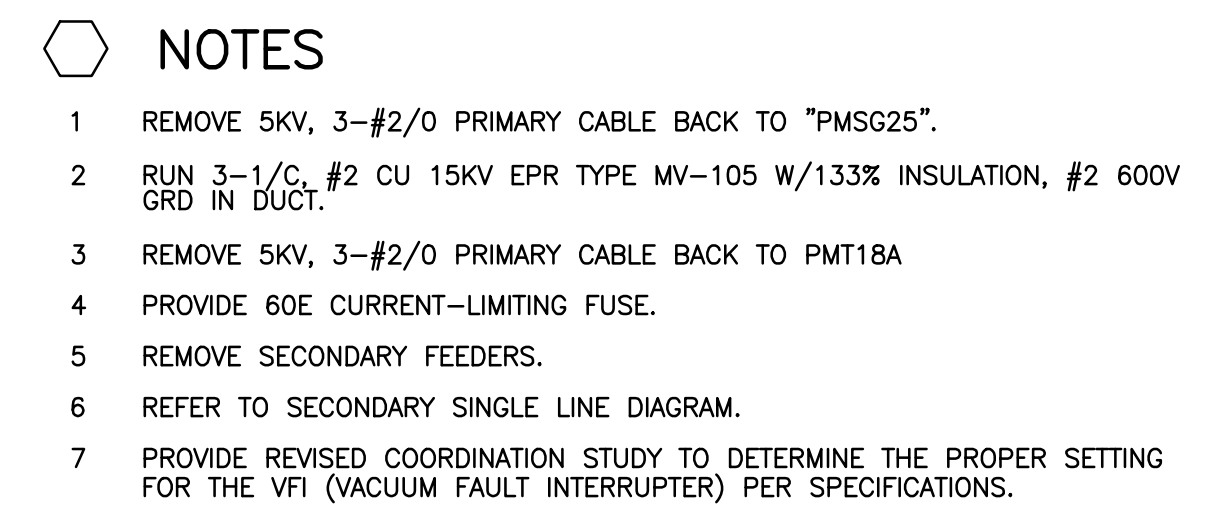 NOTES
1 REMOVE 5KV, 3-#2/0 PRIMARY CABLE BACK TO "PMSG25".
2 RUN 3-1/C, #2 CU 15KV EPR TYPE MV-105 W/133% INSULATION, #2 600V
GRD IN DUCT.
3 REMOVE 5KV, 3-#2/0 PRIMARY CABLE BACK TO PMT18A
4 PROVIDE 60E CURRENT-LIMITING FUSE.
5 REMOVE SECONDARY FEEDERS.
6 REFER TO SECONDARY SINGLE LINE DIAGRAM.
7 PROVIDE REVISED COORDINATION STUDY TO DETERMINE THE PROPER SETTING
FOR THE VFI (VACUUM FAULT INTERRUPTER) PER SPECIFICATIONS.